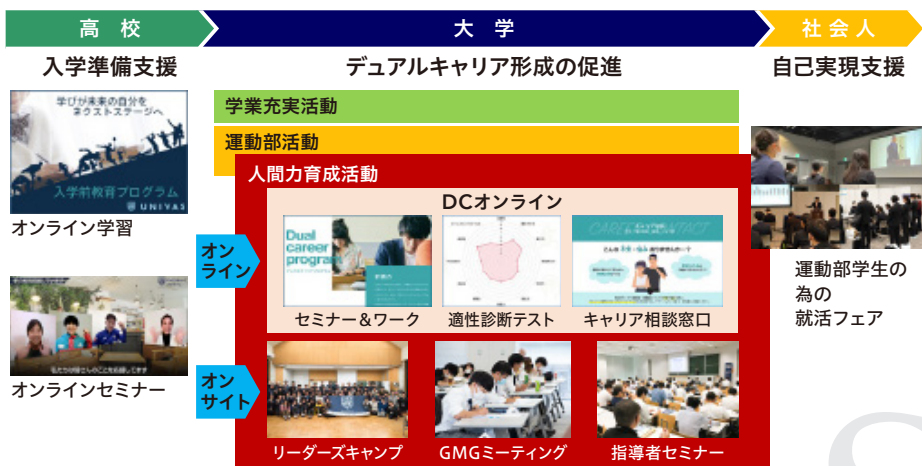 高 校
大 学
社 会 人
入学準備支援
デュアルキャリア形成の促進
自己実現支援
学びが未来の自分を
ネクストステージへ
入学前教育プログラム
UNIVAS
オンライン学習
オンラインセミナー
学業充実活動
運動部活動
人間力育成活動
DCオンライン
オン
ライン
Dual
career
program
セミナー&ワーク
適性診断テスト
キャリア相談窓口
オン
サイト
リーダーズキャンプ
GMGミーティング
指導者セミナー
運動部学生の
為の
就活フェア